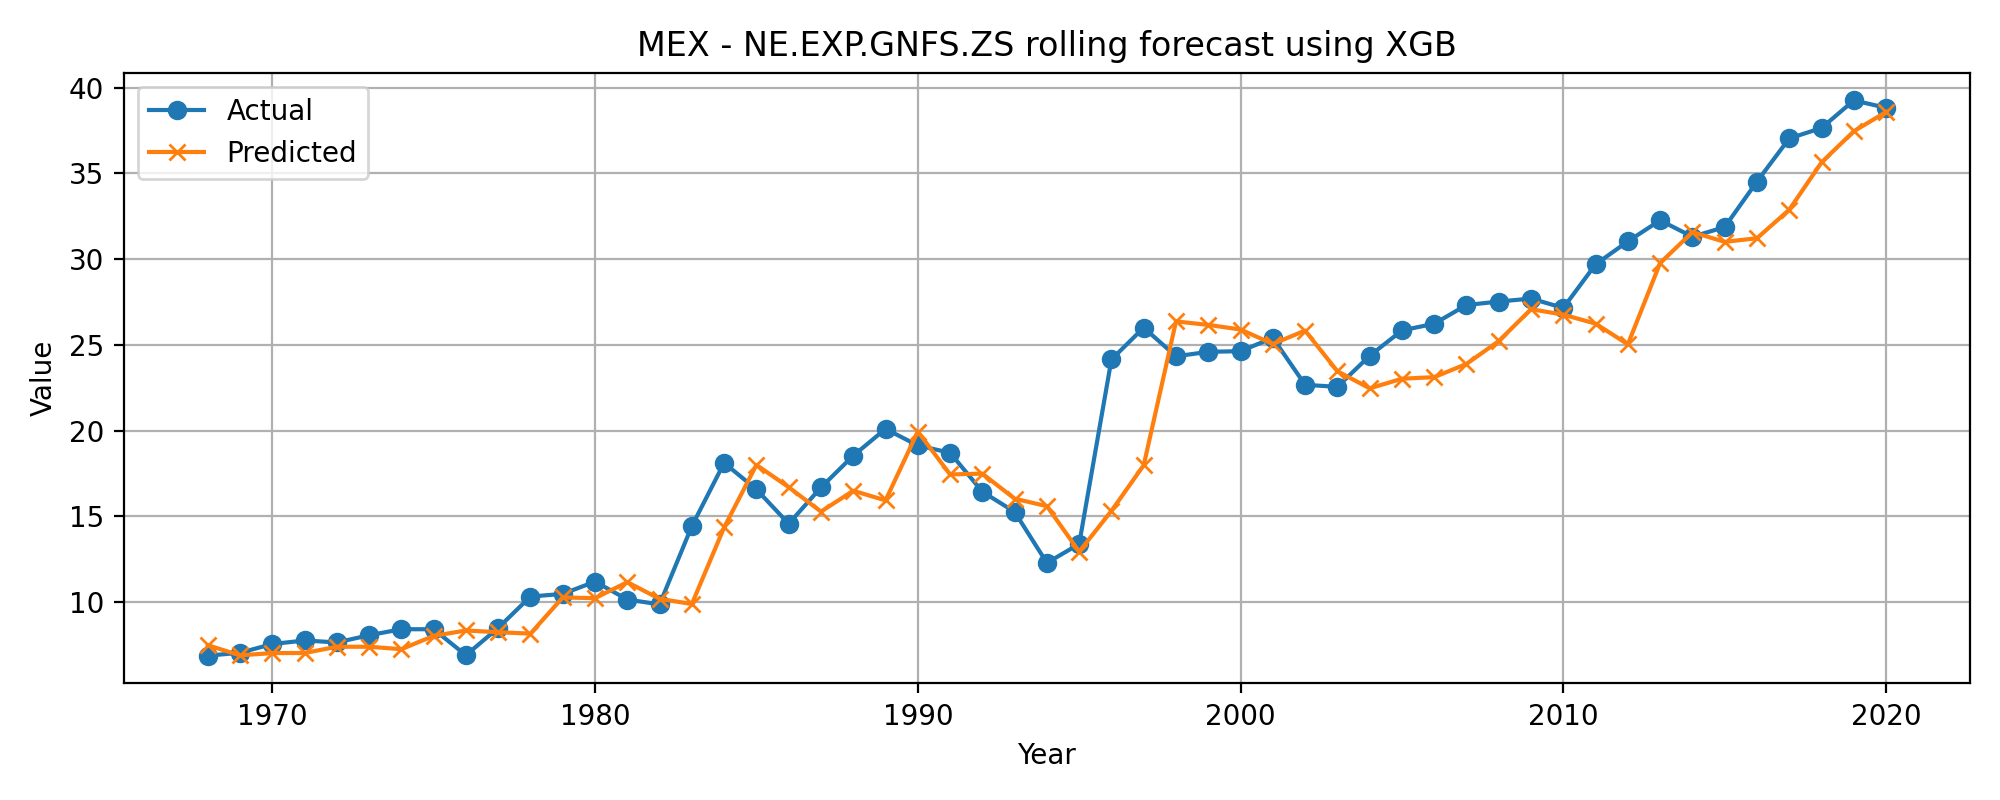 MEX - NE.EXP.GNFS.ZS rolling forecast using XGB
Actual
Predicted
Value
40
35
30
25
20
15
10
1970
1980
1990
2000
2010
2020
Year